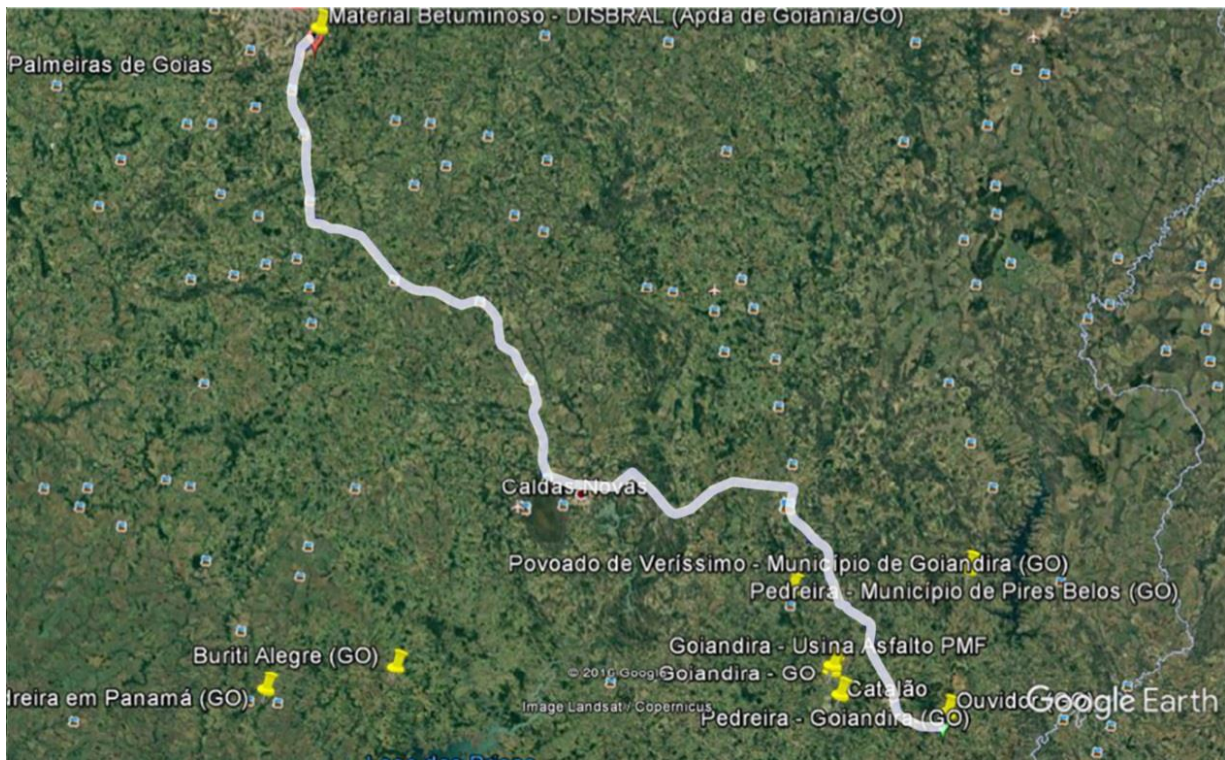 Material Betuminoso - DISBRAL (Apda de Goiânia/GO)
Palmeiras de Goias
Caldas Novas
Povoado de Veríssimo - Município de Goiandira (GO)
Pedreira - Município de Pires Belos (GO)
Goiandira - Usina Asfalto PMF
Buriti Alegre (GO)
© 2016 Google
Goiandira - GO
Catalão
dreira em Panamá (GO)
Ouvido
Google Earth
Image Landsat / Copernicus
Pedreira - Goiandira (GO)